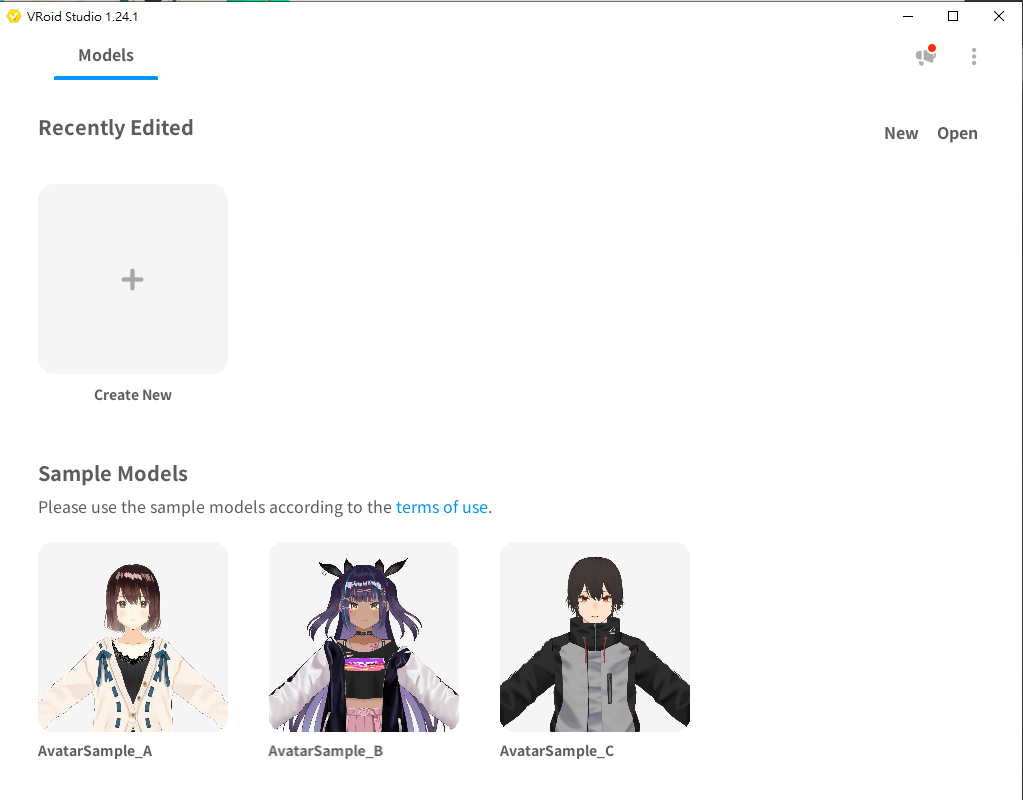 VRoid Studio 1.24.1
Models
Recently Edited
New Open
Create New
Sample Models
Please use the sample models according to the terms of use.
AvatarSample_A
AvatarSample_B
AvatarSample_C